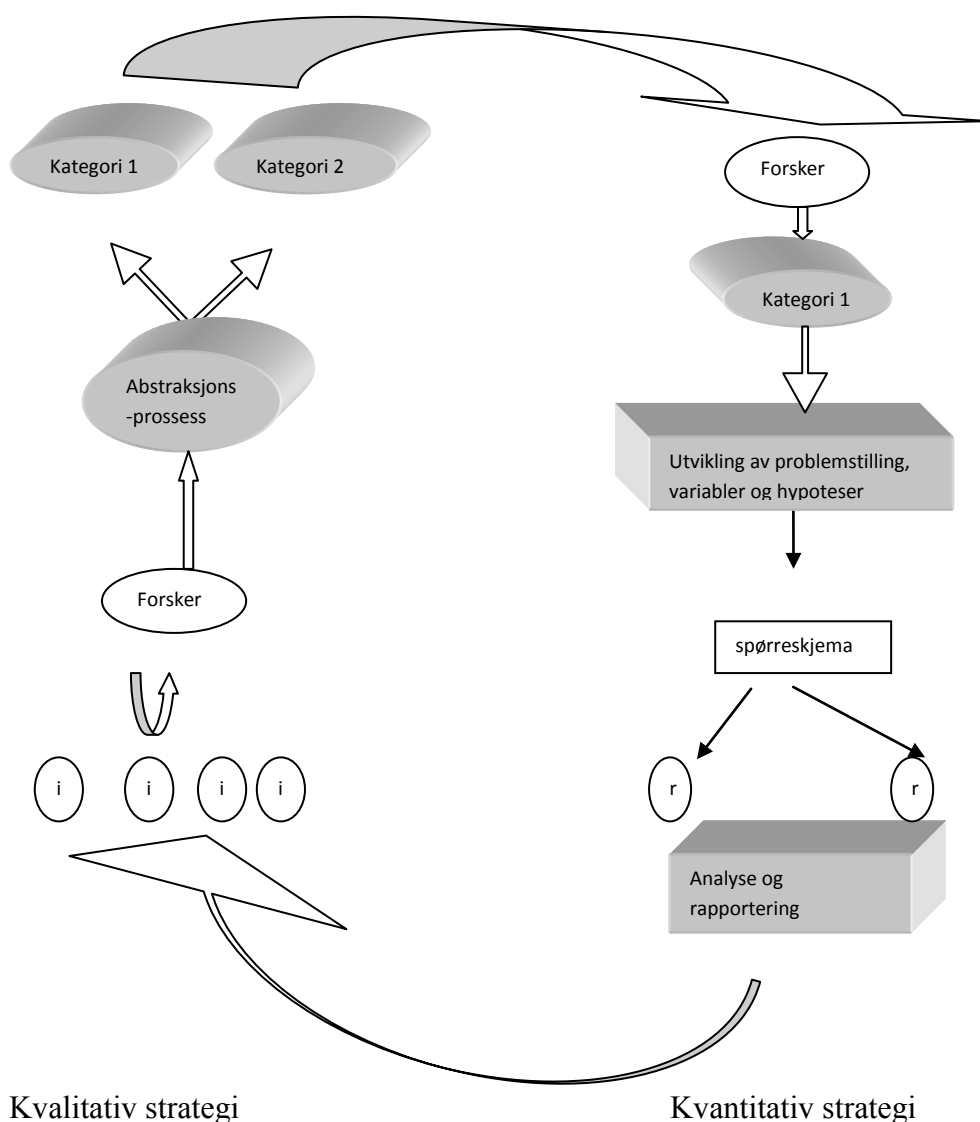 Kategori 1
Kategori 2
Abstraksjons
-prossess
Forsker
i
i
i
i
Kvalitativ strategi
Forsker
Kategori 1
Utvikling av problemstilling,
variabler og hypoteser
spørreskjema
r
r
Analyse og
rapportering
Kvantitativ strategi